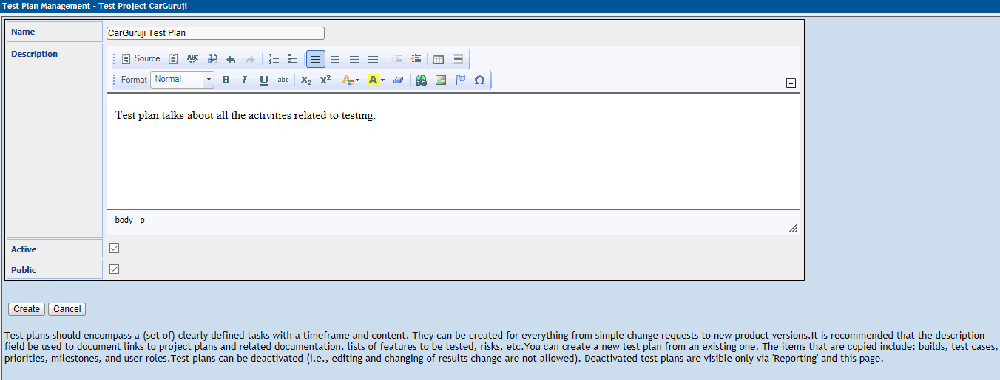 Test Plan Management - Test Project CarGuruji
Name
CarGuruji Test Plan
Description
Source
ABC
Format
Normal
B I U abc X2 X2 A A Ω
Test plan talks about all the activities related to testing.
body p
Active
Public
Create Cancel
Test plans should encompass a (set of) clearly defined tasks with a timeframe and content. They can be created for everything from simple change requests to new product versions.It is recommended that the description
field be used to document links to project plans and related documentation, lists of features to be tested, risks, etc.You can create a new test plan from an existing one. The items that are copied include: builds, test cases,
priorities, milestones, and user roles.Test plans can be deactivated (i.e., editing and changing of results change are not allowed). Deactivated test plans are visible only via 'Reporting' and this page.